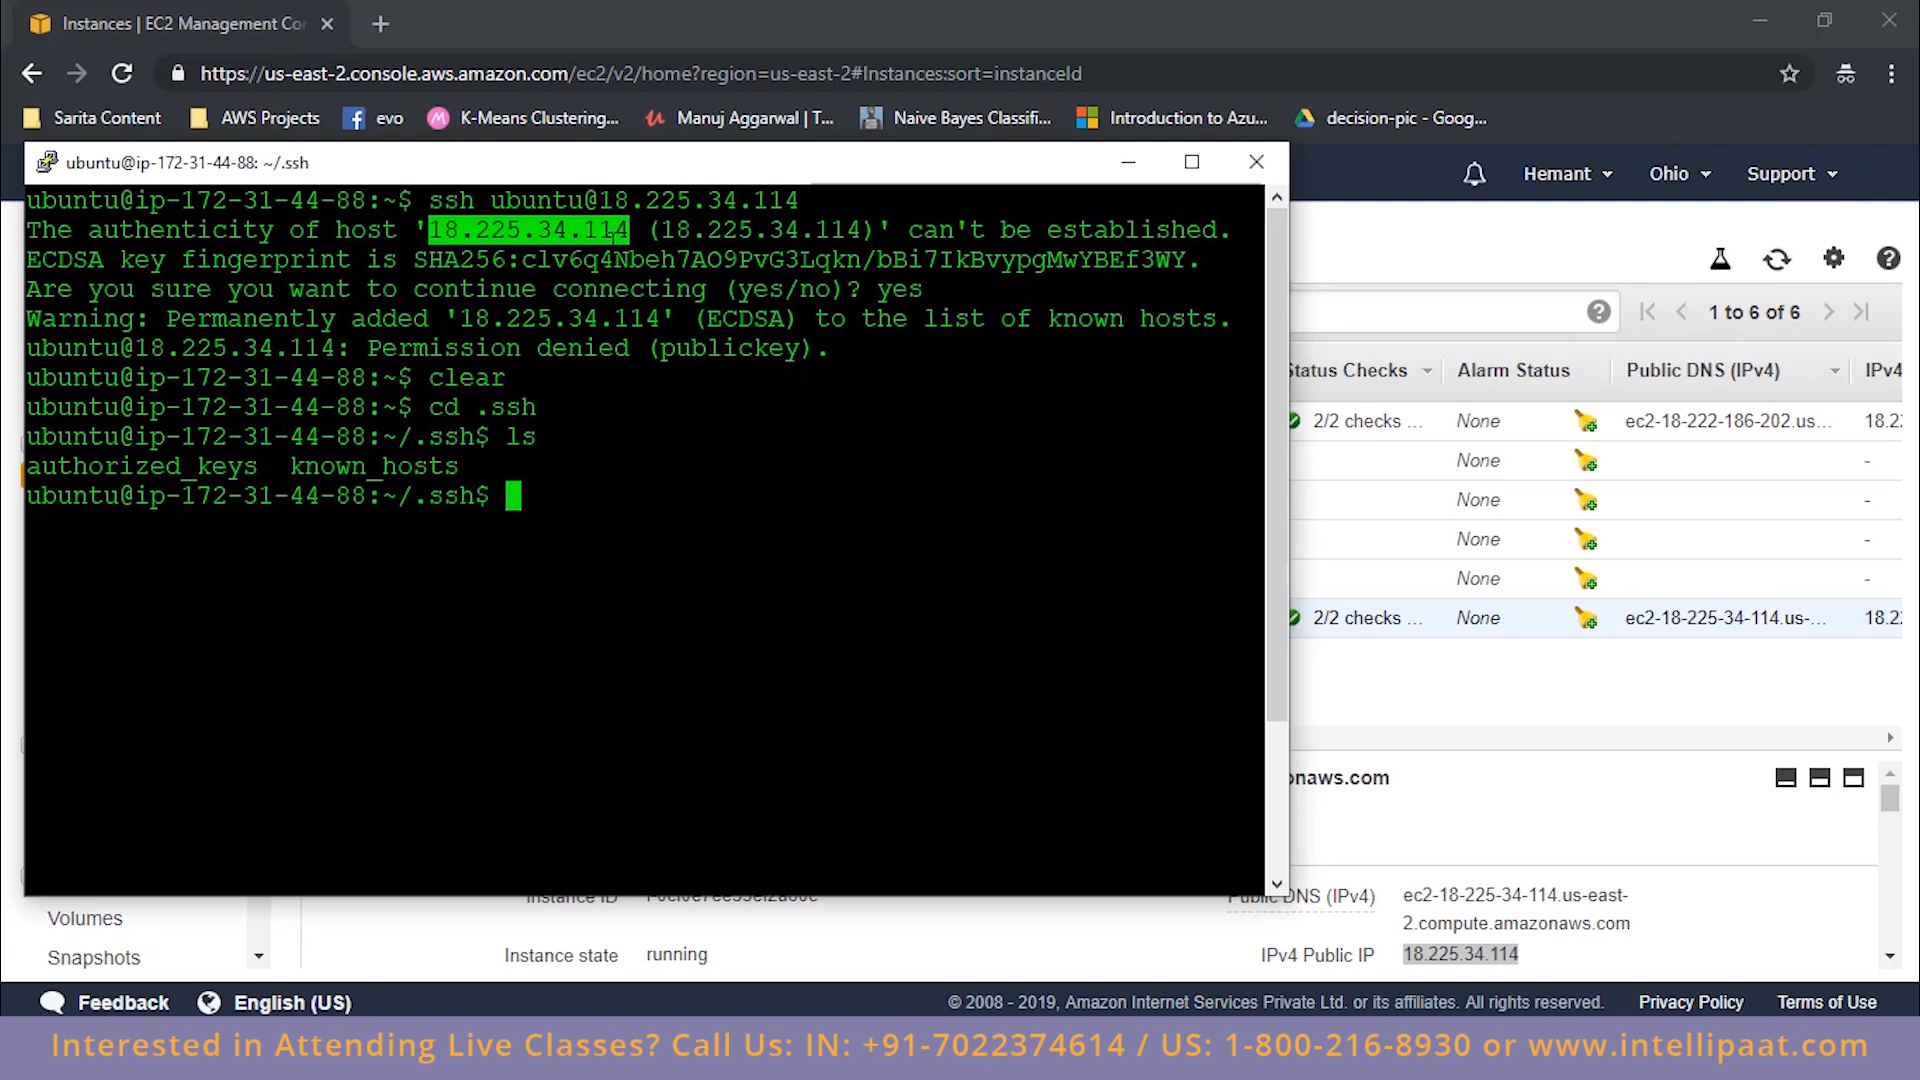 Instances | EC2 Management Co
https://us-east-2.console.aws.amazon.com/ec2/v2/home?region=us-east-2#Instances:sort=instanceId
Sarita Content AWS Projects evo K-Means Clustering... Manuj Aggarwal | T... Naive Bayes Classifi... Introduction to Azu... decision-pic - Goog...
ubuntu@ip-172-31-44-88: ~/.ssh
Hemant Ohio Support
ubuntu@ip-172-31-44-88:~$ ssh ubuntu@18.225.34.114
The authenticity of host '18.225.34.114 (18.225.34.114)' can't be established.
ECDSA key fingerprint is SHA256:clv6q4Nbeh7AO9PvG3Lqkn/bBi7IkBvypgMwYBEf3WY.
Are you sure you want to continue connecting (yes/no)? yes
Warning: Permanently added '18.225.34.114' (ECDSA) to the list of known hosts.
ubuntu@18.225.34.114: Permission denied (publickey).
ubuntu@ip-172-31-44-88:~$ clear
ubuntu@ip-172-31-44-88:~$ cd .ssh
ubuntu@ip-172-31-44-88:~/.ssh$ ls
authorized_keys known_hosts
ubuntu@ip-172-31-44-88:~/.ssh$
1 to 6 of 6
Status Checks Alarm Status Public DNS (IPv4) IPv4
2/2 checks ... None ec2-18-222-186-202.us... 18.2
None -
None -
None -
None -
2/2 checks ... None ec2-18-225-34-114.us-... 18.2
onaws.com
Volumes
Snapshots
Instance ID
Public DNS (IPv4) ec2-18-225-34-114.us-east-
2.compute.amazonaws.com
Instance state running
IPv4 Public IP 18.225.34.114
Feedback English (US)
© 2008 - 2019, Amazon Internet Services Private Ltd. or its affiliates. All rights reserved. Privacy Policy Terms of Use
Interested in Attending Live Classes? Call Us: IN: +91-7022374614 / US: 1-800-216-8930 or www.intellipaat.com